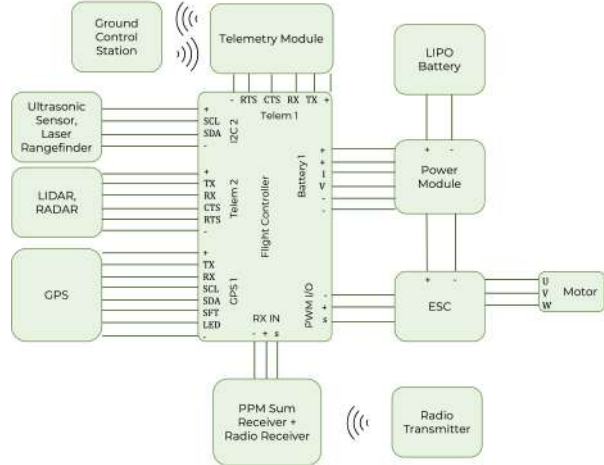 Ground
Control
Station
Telemetry Module
LIPO
Battery
- RTS CTS RX TX +
Telem 1
Ultrasonic
Sensor, Laser
Rangefinder
+
SCL
SDA
-
I2C 2
LIDAR,
RADAR
+
TX
RX
CTS
RTS
-
Telem 2
GPS
+
TX
RX
SCL
SDA
SFT
LED
-
GPS 1
Flight Controller
Battery 1
+
+
I
V
-
-
+ -
Power
Module
PWM I/O
-
+
s
+ -
ESC
U
V
W
Motor
RX IN
- + s
PPM Sum
Receiver +
Radio Receiver
Radio
Transmitter